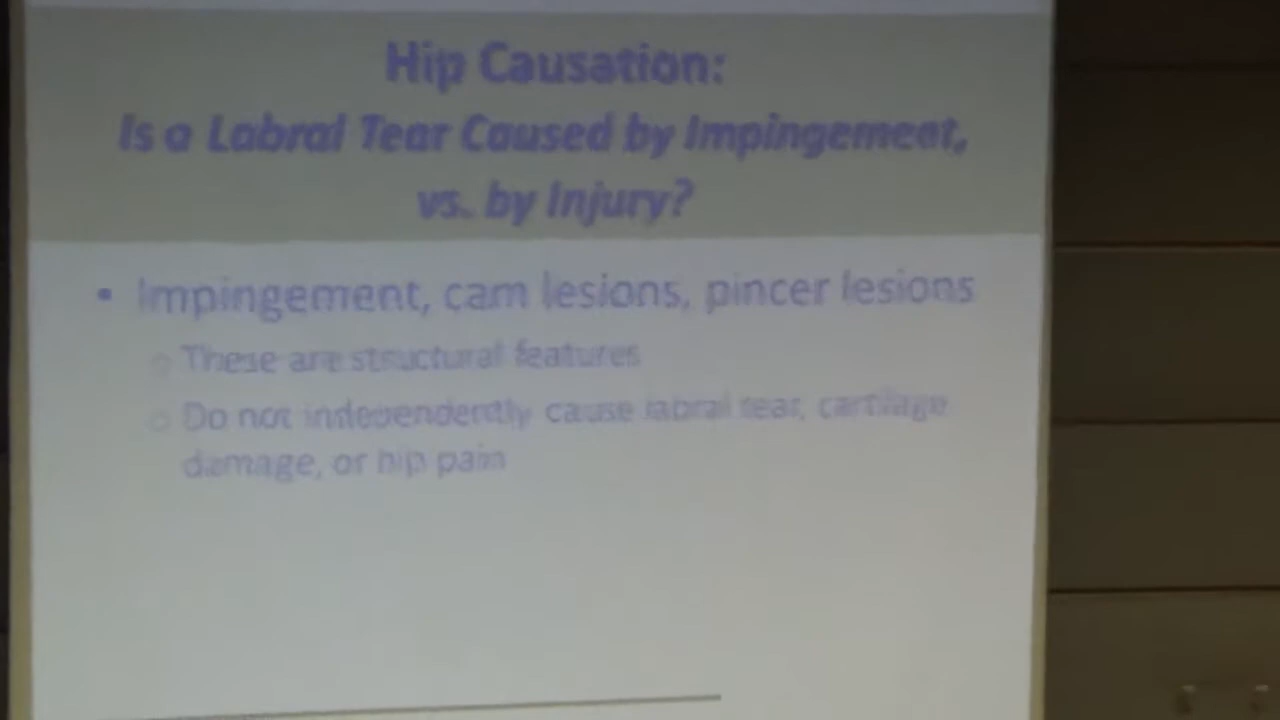 Hip Causation:
Is a Labral Tear Caused by Impingement,
vs. by Injury?
• Impingement, cam lesions, pincer lesions
o These are structural features
o Do not independently cause labral tear, cartilage
damage, or hip pain